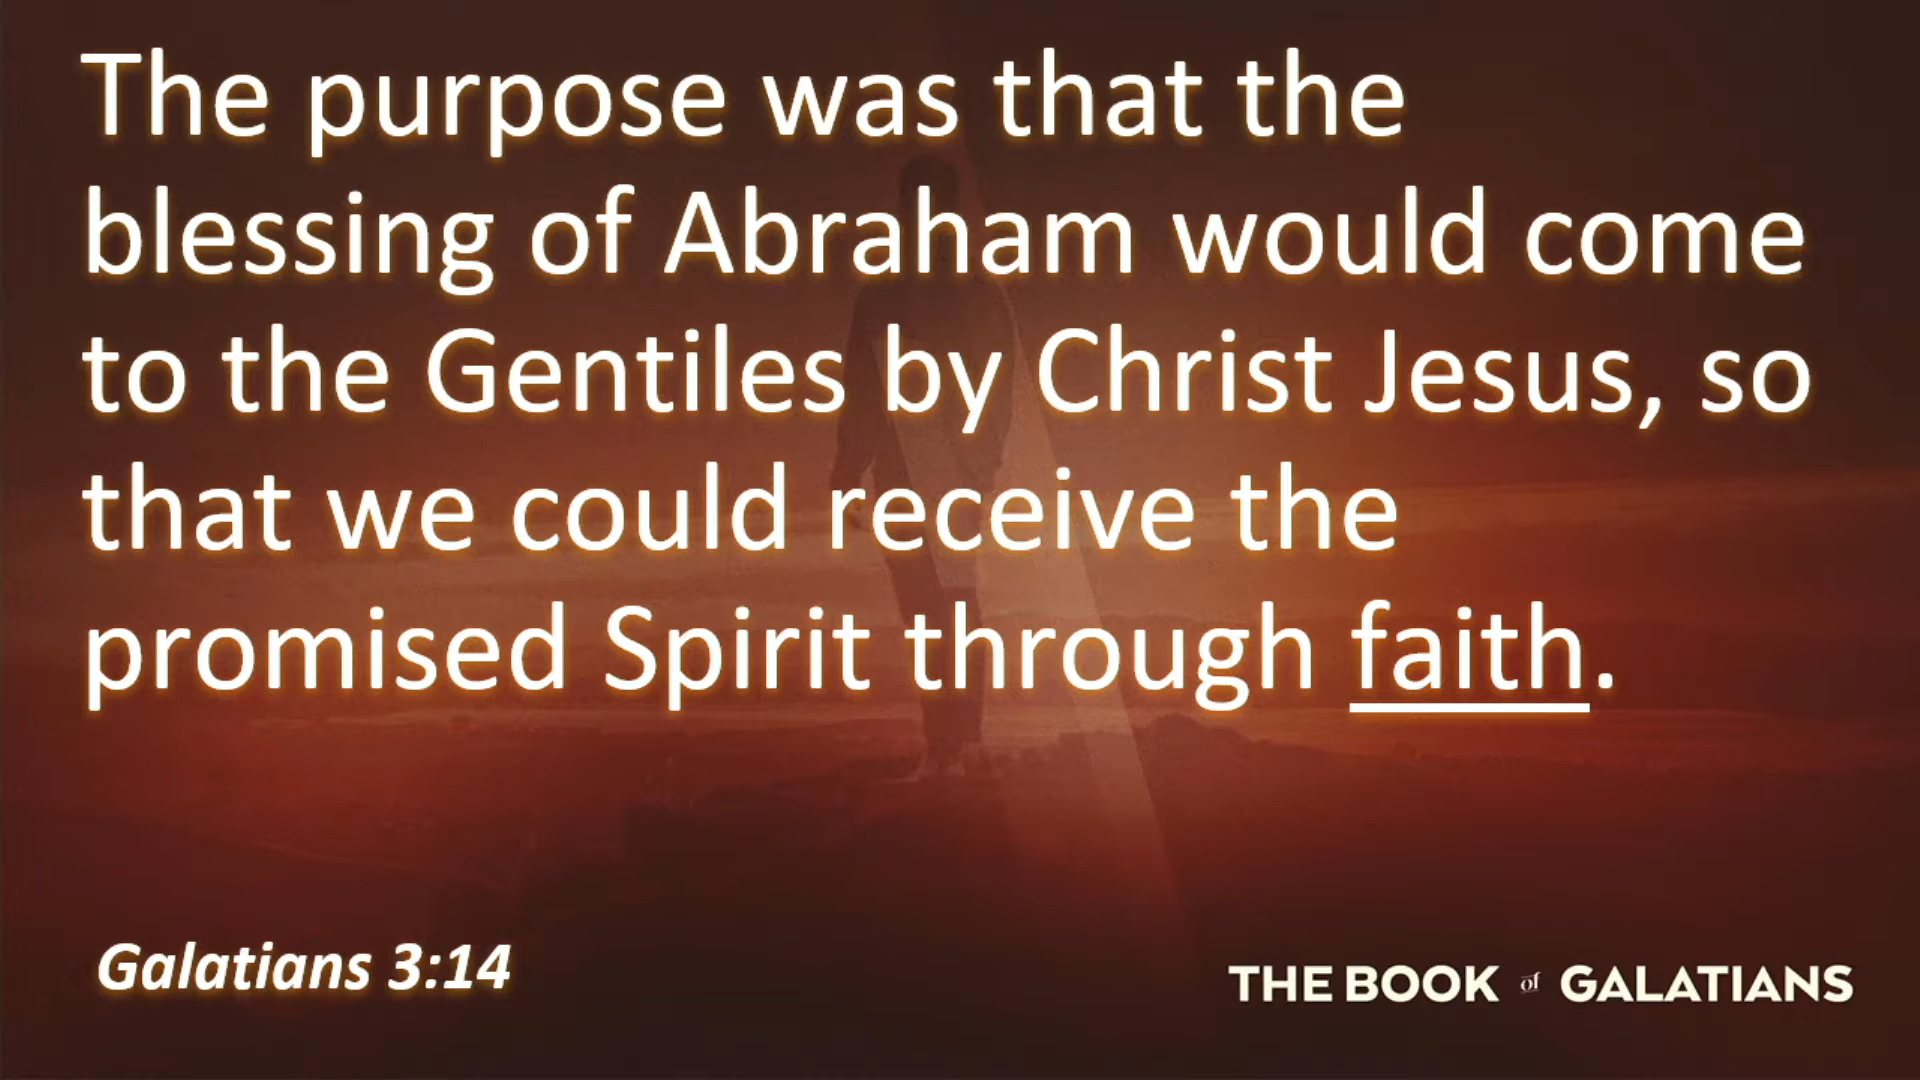 The purpose was that the
blessing of Abraham would come
to the Gentiles by Christ Jesus, so
that we could receive the
promised Spirit through faith.
Galatians 3:14
THE BOOK of GALATIANS